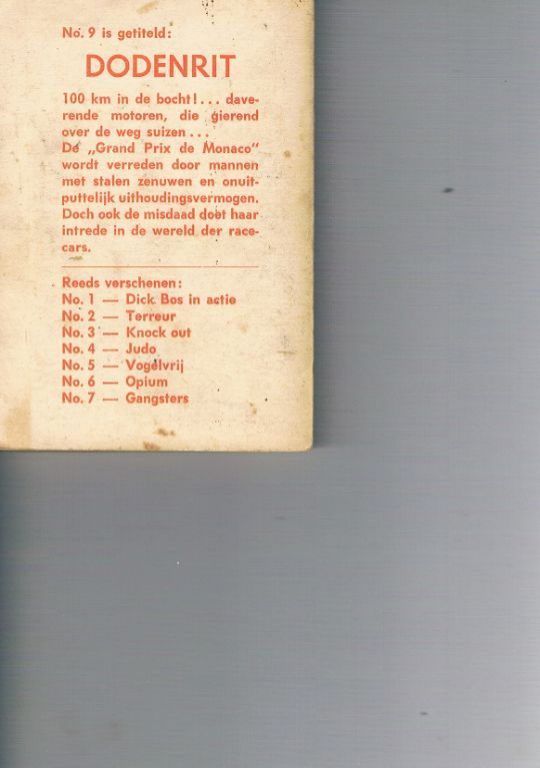 No. 9 is getiteld:
DODENRIT
100 km in de bocht!... dave-
rende motoren, die gierend
over de weg suizen...
De „Grand Prix de Monaco"
wordt verreden door mannen
met stalen zenuwen en onuit-
puttelijk uithoudingsvermogen.
Doch ook de misdaad doet haar
intrede in de wereld der race-
cars.
Reeds verschenen:
No. 1 — Dick Bos in actie
No. 2 — Terreur
No. 3 — Knock out
No. 4 — Judo
No. 5 — Vogelvrij
No. 6 — Opium
No. 7 — Gangsters